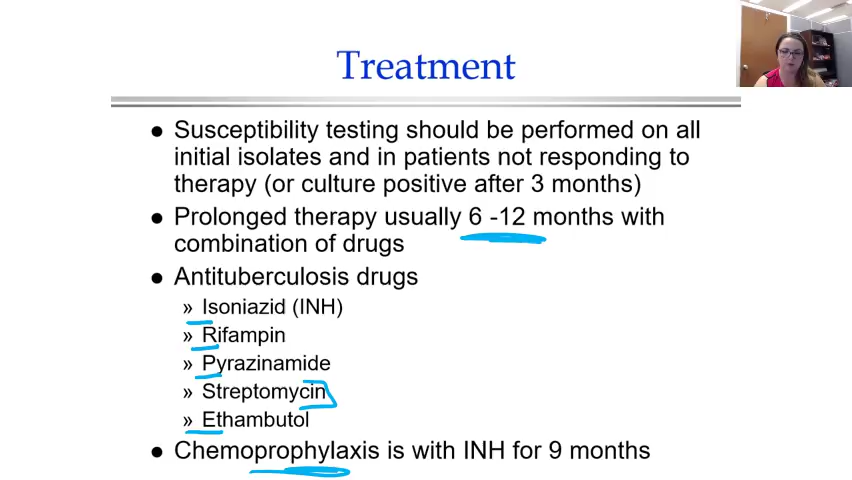 Treatment
● Susceptibility testing should be performed on all
initial isolates and in patients not responding to
therapy (or culture positive after 3 months)
● Prolonged therapy usually 6 -12 months with
combination of drugs
● Antituberculosis drugs
» Isoniazid (INH)
» Rifampin
» Pyrazinamide
» Streptomycin
» Ethambutol
● Chemoprophylaxis is with INH for 9 months